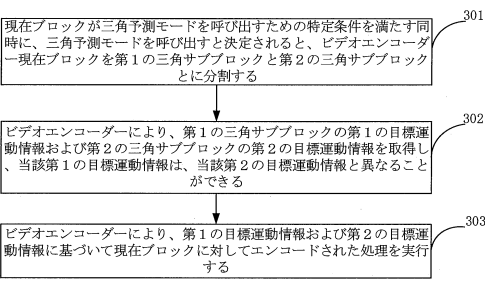 301
現在ブロックが三角予測モードを呼び出すための特定条件を満たす同
時に、三角予測モードを呼び出すと決定されると、ビデオエンコーダ
ー現在ブロックを第1の三角サブブロックと第2の三角サブブロック
とに分割する
302
ビデオエンコーダーにより、第1の三角サブブロックの第1の目標運
動情報および第2の三角サブブロックの第2の目標運動情報を取得し
、当該第1の目標運動情報は、当該第2の目標運動情報と異なること
ができる
303
ビデオエンコーダーにより、第1の目標運動情報および第2の目標運
動情報に基づいて現在ブロックに対してエンコードされた処理を実行
する